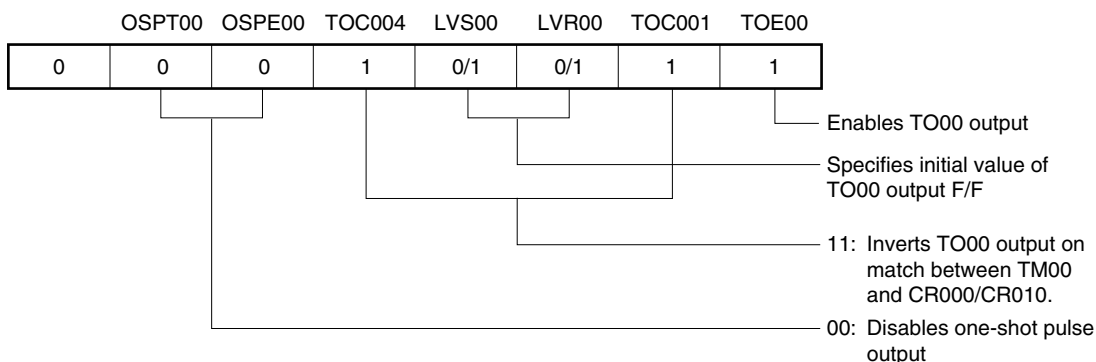 OSPT00 OSPE00 TOC004 LVS00 LVR00 TOC001 TOE00
0 0 0 1 0/1 0/1 1 1
Enables TO00 output
Specifies initial value of
TO00 output F/F
11: Inverts TO00 output on
match between TM00
and CR000/CR010.
00: Disables one-shot pulse
output